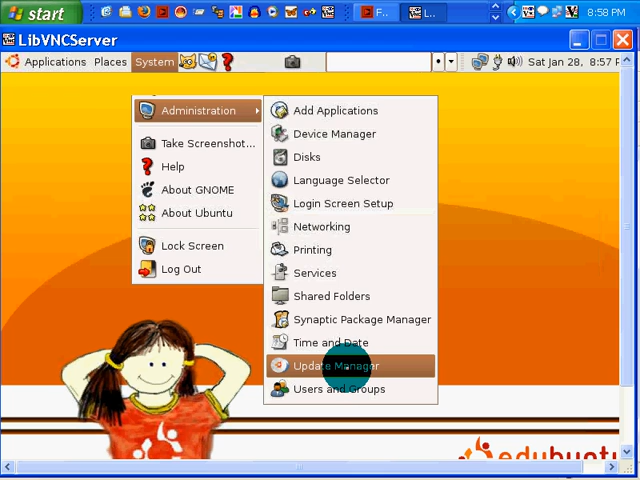 start
F..
L..
8:58 PM
LibVNCServer
Applications Places System
Sat Jan 28, 8:57 P
Administration
Take Screenshot...
Help
About GNOME
About Ubuntu
Lock Screen
Log Out
Add Applications
Device Manager
Disks
Language Selector
Login Screen Setup
Networking
Printing
Services
Shared Folders
Synaptic Package Manager
Time and Date
Update Manager
Users and Groups
edubuntu